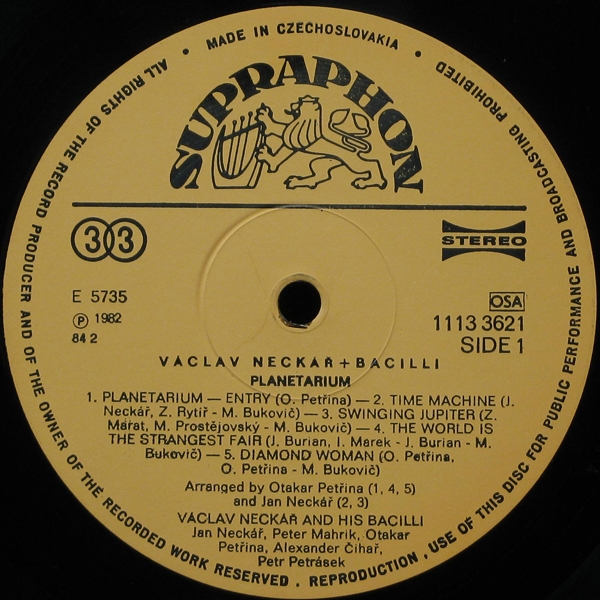 MADE IN CZECHOSLOVAKIA
SUPRAPHON
33
STEREO
E 5735
Ⓟ 1982
84 2
OSA
1113 3621
SIDE 1
VÁCLAV NECKÁŘ + BACILLI
PLANETARIUM
1. PLANETARIUM — ENTRY (O. Petřina) — 2. TIME MACHINE (J.
Neckář, Z. Rytíř - M. Bukovič) — 3. SWINGING JUPITER (Z.
Marat, M. Prostějovský - M. Bukovič) — 4. THE WORLD IS
THE STRANGEST FAIR (J. Burian, I. Marek - J. Burian - M.
Bukovič) — 5. DIAMOND WOMAN (O. Petřina,
O. Petřina - M. Bukovič)
Arranged by Otakar Petřina (1, 4, 5)
and Jan Neckář (2, 3)
VÁCLAV NECKÁŘ AND HIS BACILLI
Jan Neckář, Peter Mahrik, Otakar
Petřina, Alexander Čihař,
Petr Petrásek
ALL RIGHTS OF THE RECORD PRODUCER AND OF THE OWNER OF THE RECORDED WORK RESERVED . REPRODUCTION , USE OF THIS DISC FOR PUBLIC PERFORMANCE AND BROADCASTING PROHIBITED